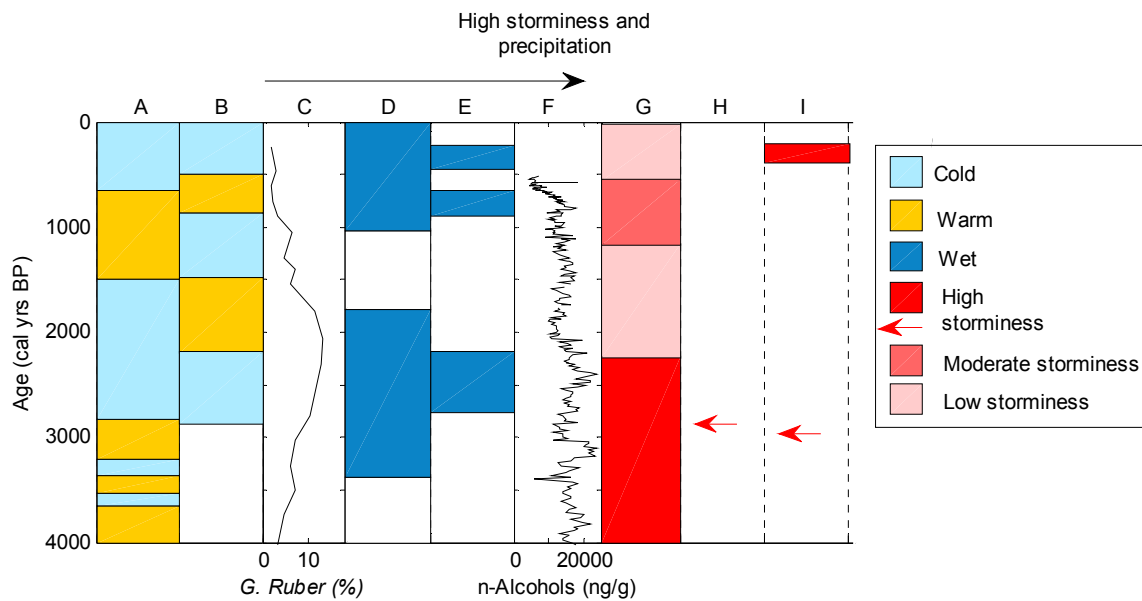 High storminess and
precipitation
A B C D E F G H I
0
1000
2000
3000
4000
Age (cal yrs BP)
0 10
G. Ruber (%)
0 20000
n-Alcohols (ng/g)
Cold
Warm
Wet
High
storminess
Moderate storminess
Low storminess